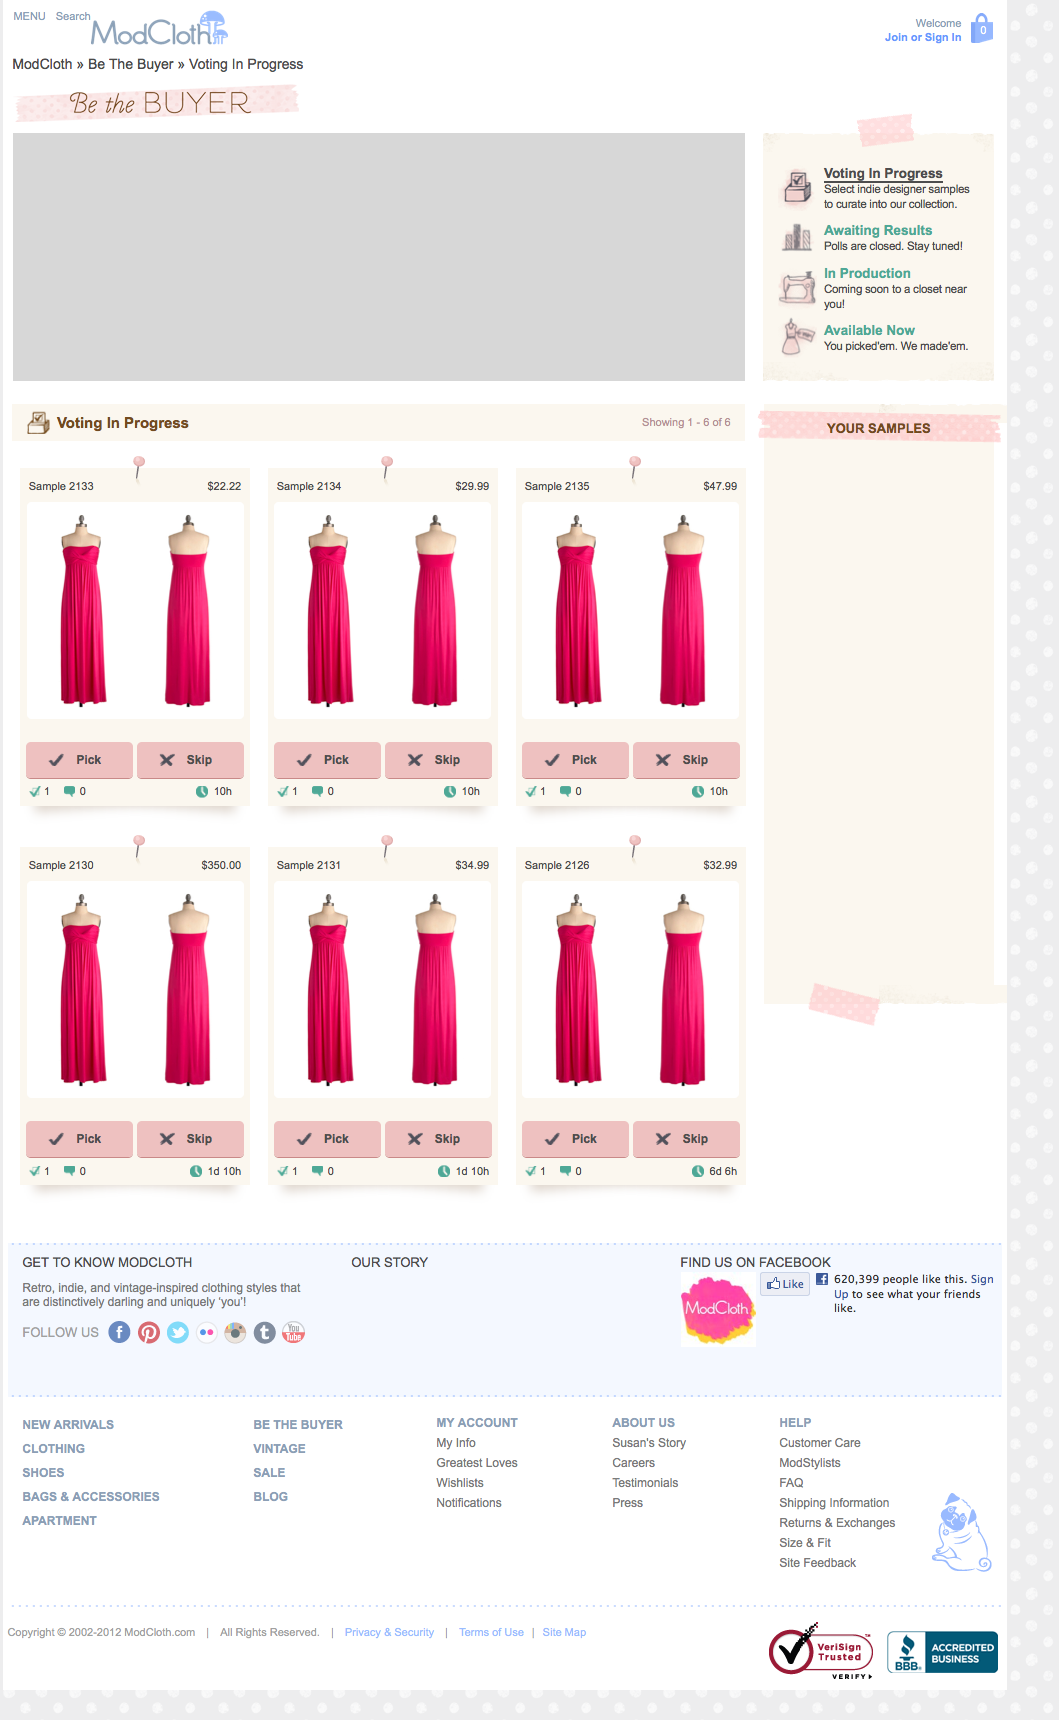 MENU Search
ModCloth
Welcome
Join or Sign In
0
ModCloth » Be The Buyer » Voting In Progress
Be the BUYER
Voting In Progress
Select indie designer samples
to curate into our collection.
Awaiting Results
Polls are closed. Stay tuned!
In Production
Coming soon to a closet near
you!
Available Now
You picked'em. We made'em.
Voting In Progress
Showing 1 - 6 of 6
YOUR SAMPLES
Sample 2133 $22.22
Pick Skip
1 0 10h
Sample 2134 $29.99
Pick Skip
1 0 10h
Sample 2135 $47.99
Pick Skip
1 0 10h
Sample 2130 $350.00
Pick Skip
1 0 1d 10h
Sample 2131 $34.99
Pick Skip
1 0 1d 10h
Sample 2126 $32.99
Pick Skip
1 0 6d 6h
GET TO KNOW MODCLOTH
Retro, indie, and vintage-inspired clothing styles that
are distinctively darling and uniquely 'you'!
FOLLOW US
You
Tube
OUR STORY
FIND US ON FACEBOOK
ModCloth
Like
620,399 people like this. Sign
Up to see what your friends
like.
NEW ARRIVALS
CLOTHING
SHOES
BAGS & ACCESSORIES
APARTMENT
BE THE BUYER
VINTAGE
SALE
BLOG
MY ACCOUNT
My Info
Greatest Loves
Wishlists
Notifications
ABOUT US
Susan's Story
Careers
Testimonials
Press
HELP
Customer Care
ModStylists
FAQ
Shipping Information
Returns & Exchanges
Size & Fit
Site Feedback
Copyright © 2002-2012 ModCloth.com | All Rights Reserved. | Privacy & Security | Terms of Use | Site Map
VeriSign
Trusted
VERIFY
BBB.
ACCREDITED
BUSINESS